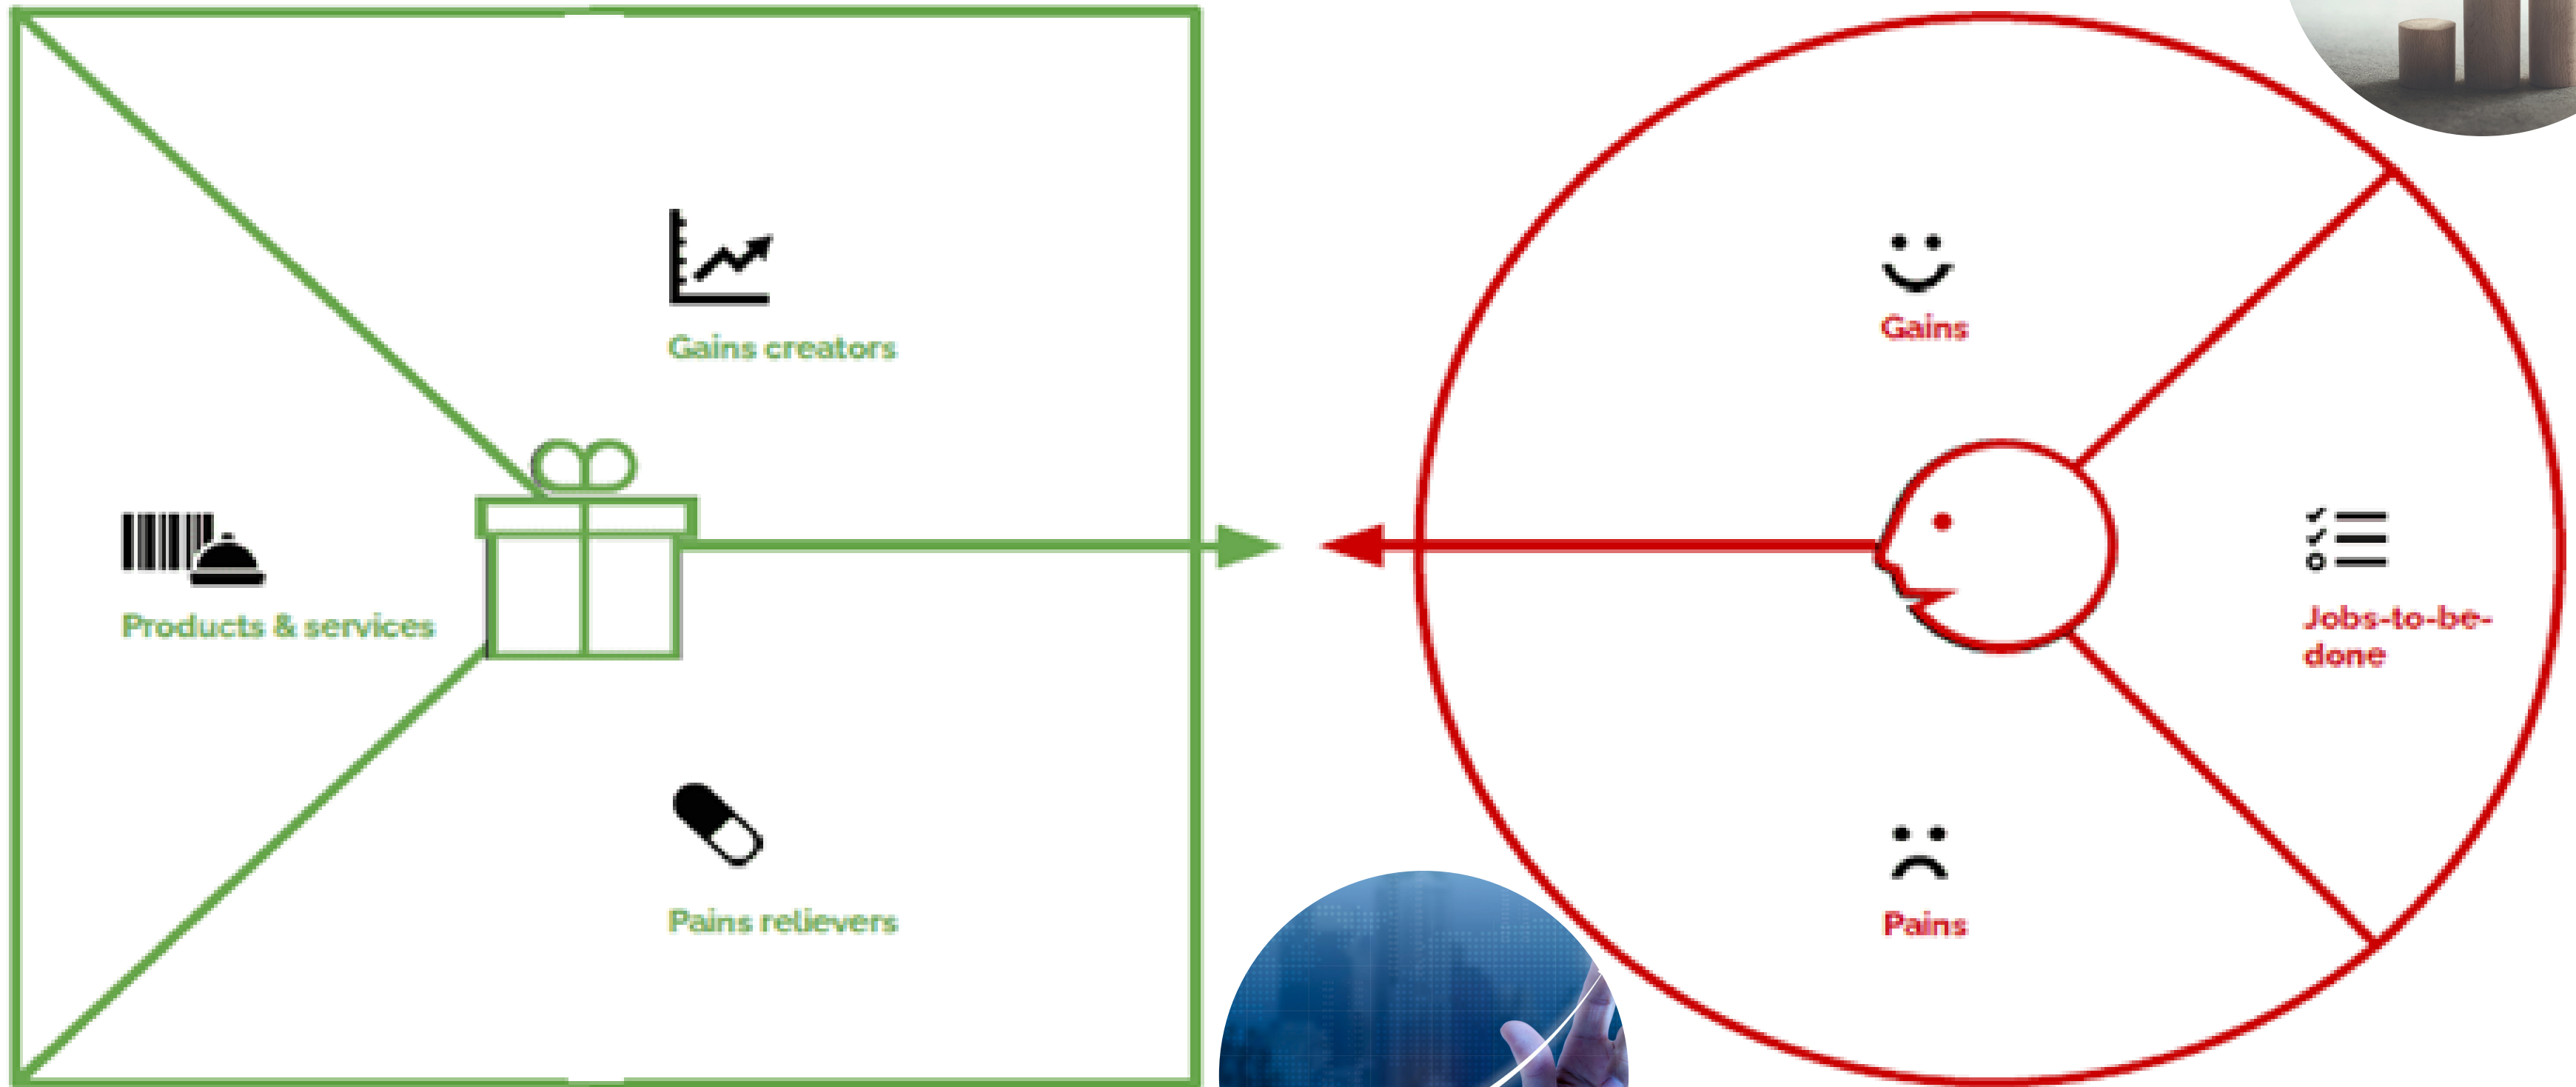 Gains creators
Products & services
Pains relievers
Gains
Jobs-to-be-
done
Pains